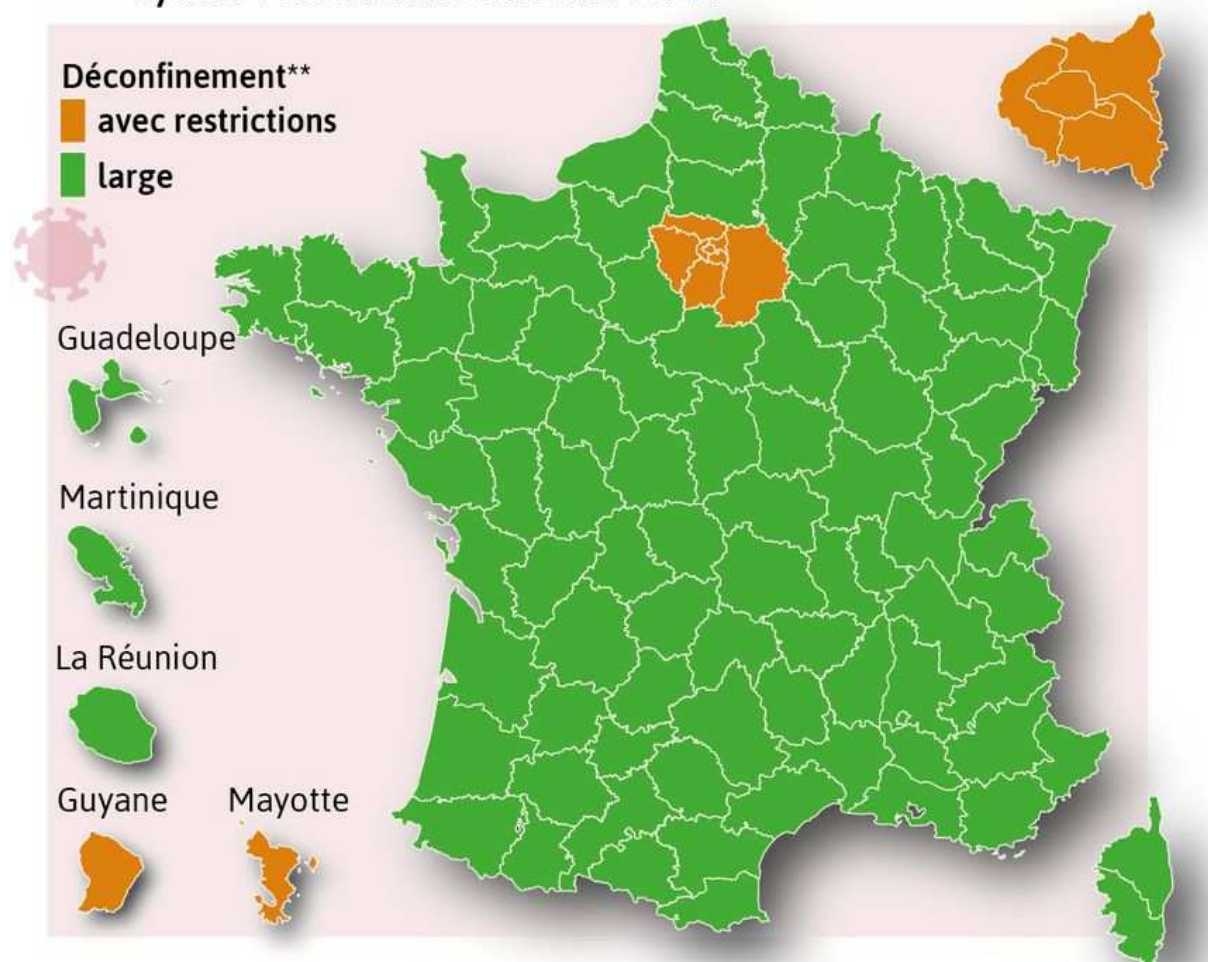 Déconfinement**
avec restrictions
large
Guadeloupe
Martinique
La Réunion
Guyane
Mayotte